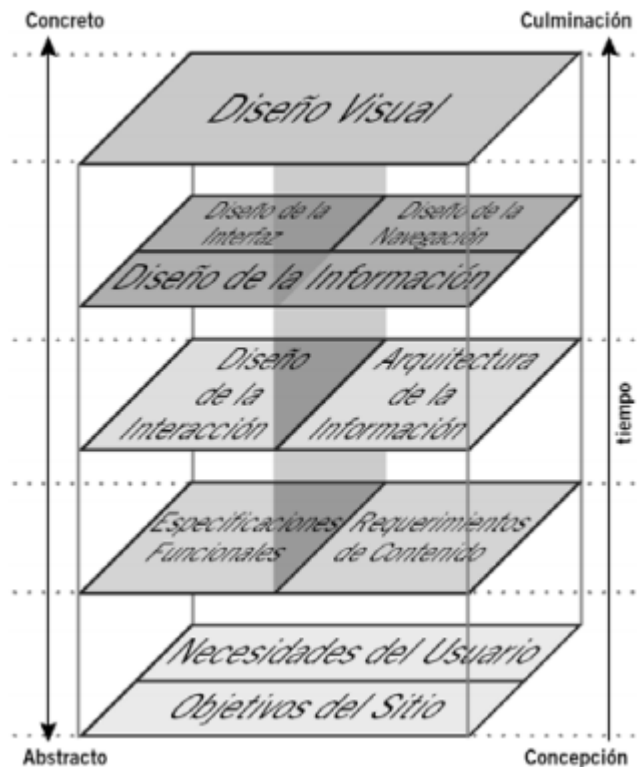 Concreto
Culminación
Diseño Visual
Diseño de la
Interfaz
Diseño de la
Navegación
Diseño de la Información
Diseño
de la
Interacción
Arquitectura
de la
Información
tiempo
Especificaciones
Funcionales
Requerimientos
de Contenido
Necesidades del Usuario
Objetivos del Sitio
Abstracto
Concepción